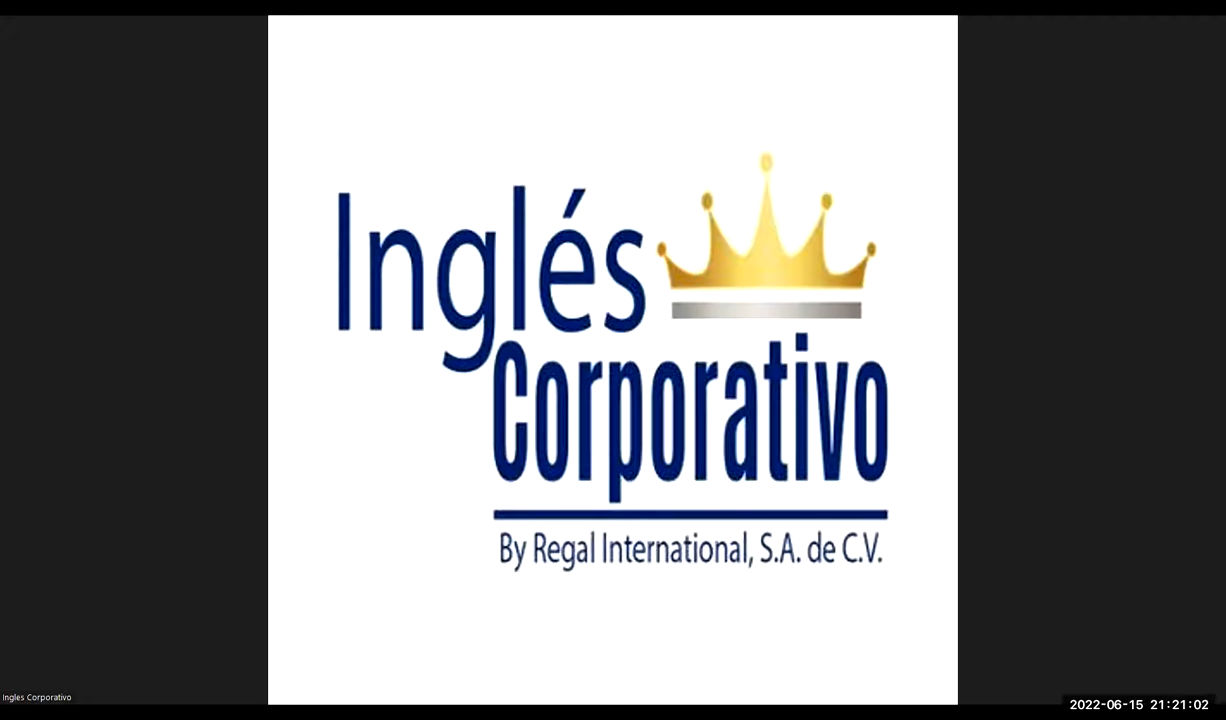 Inglés
Corporativo
By Regal International, S.A. de C.V.
Ingles Corporativo
2022-06-15 21:21:02